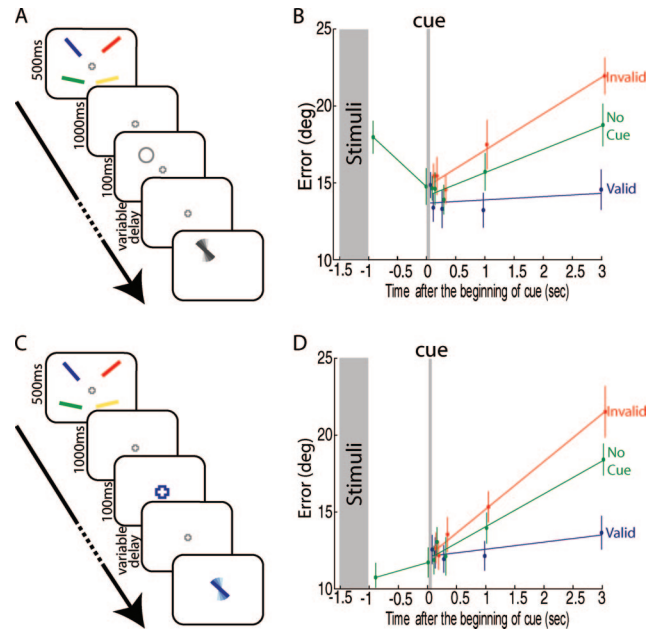 A
500ms
1000ms
100ms
variable
delay
B
cue
25
20
15
10
Error (deg)
Stimuli
Invalid
No
Cue
Valid
-1.5 -1 -0.5 0 0.5 1 1.5 2 2.5 3
Time after the beginning of cue (sec)
C
500ms
1000ms
100ms
variable
delay
D
cue
25
20
15
10
Error (deg)
Stimuli
Invalid
No
Cue
Valid
-1.5 -1 -0.5 0 0.5 1 1.5 2 2.5 3
Time after the beginning of cue (sec)